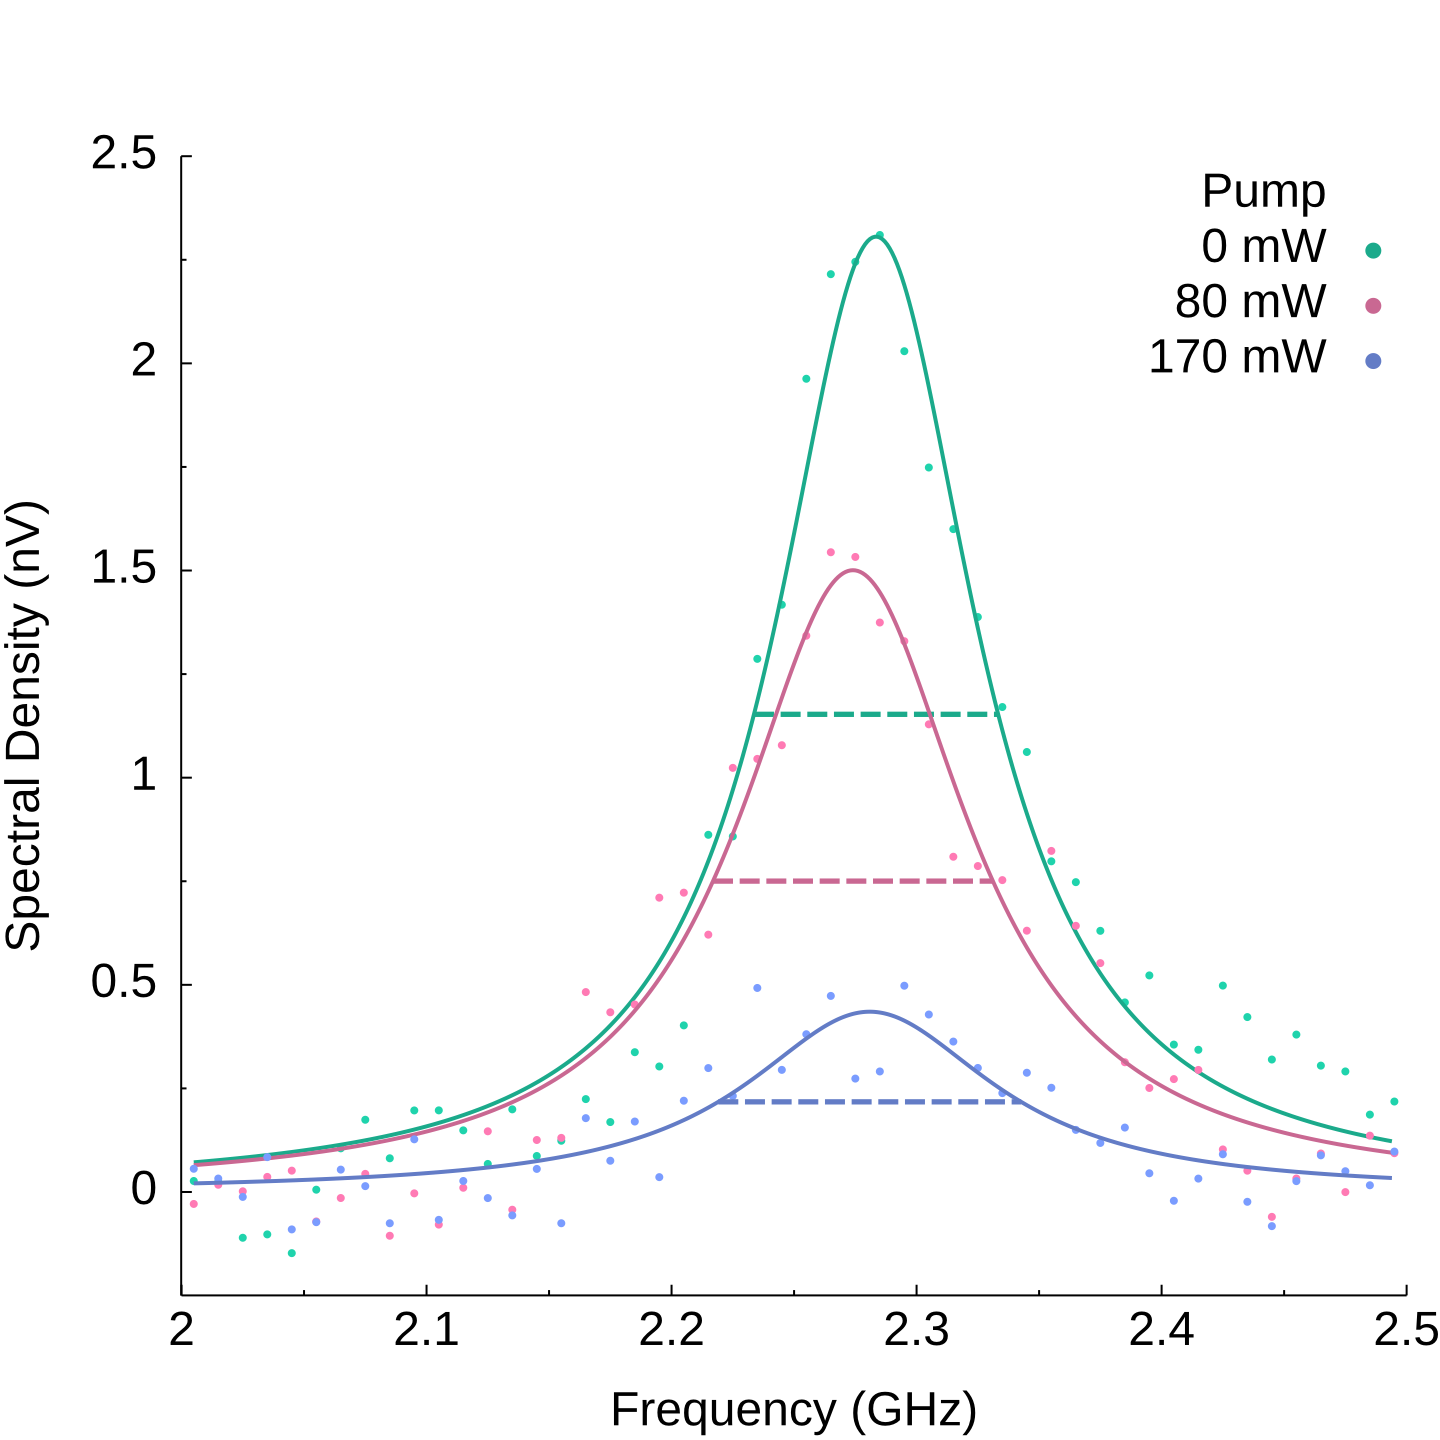 2.5
2
1.5
1
0.5
0
Spectral Density (nV)
Pump
0 mW
80 mW
170 mW
2 2.1 2.2 2.3 2.4 2.5
Frequency (GHz)